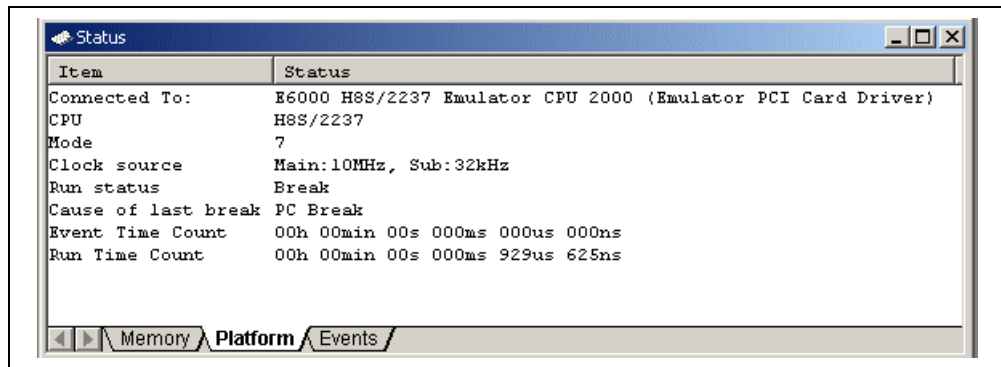 Status
Item Status
Connected To: E6000 H8S/2237 Emulator CPU 2000 (Emulator PCI Card Driver)
CPU H8S/2237
Mode 7
Clock source Main:10MHz, Sub:32kHz
Run status Break
Cause of last break PC Break
Event Time Count 00h 00min 00s 000ms 000us 000ns
Run Time Count 00h 00min 00s 000ms 929us 625ns
Memory Platform Events